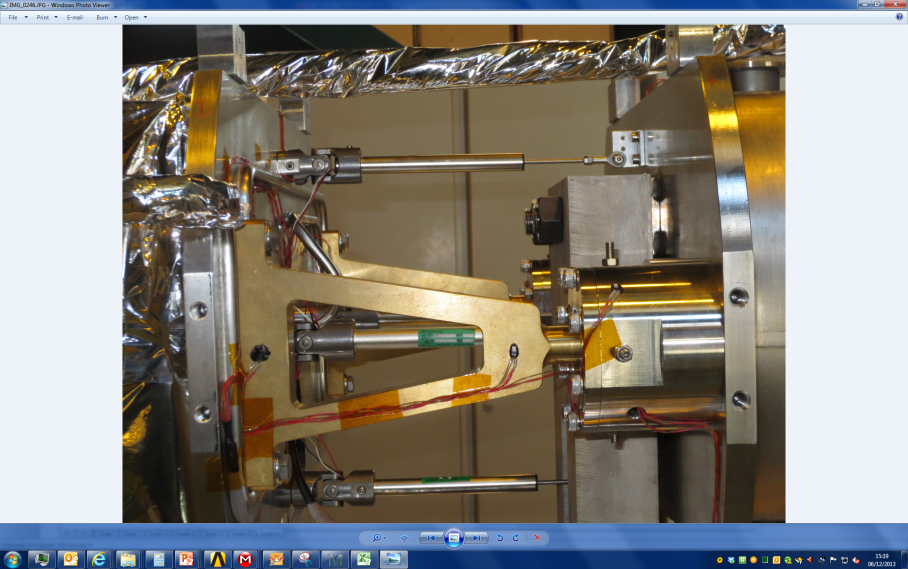 IMG_0246.JPG - Windows Photo Viewer
File Print E-mail Burn Open
15:19
06/12/2013